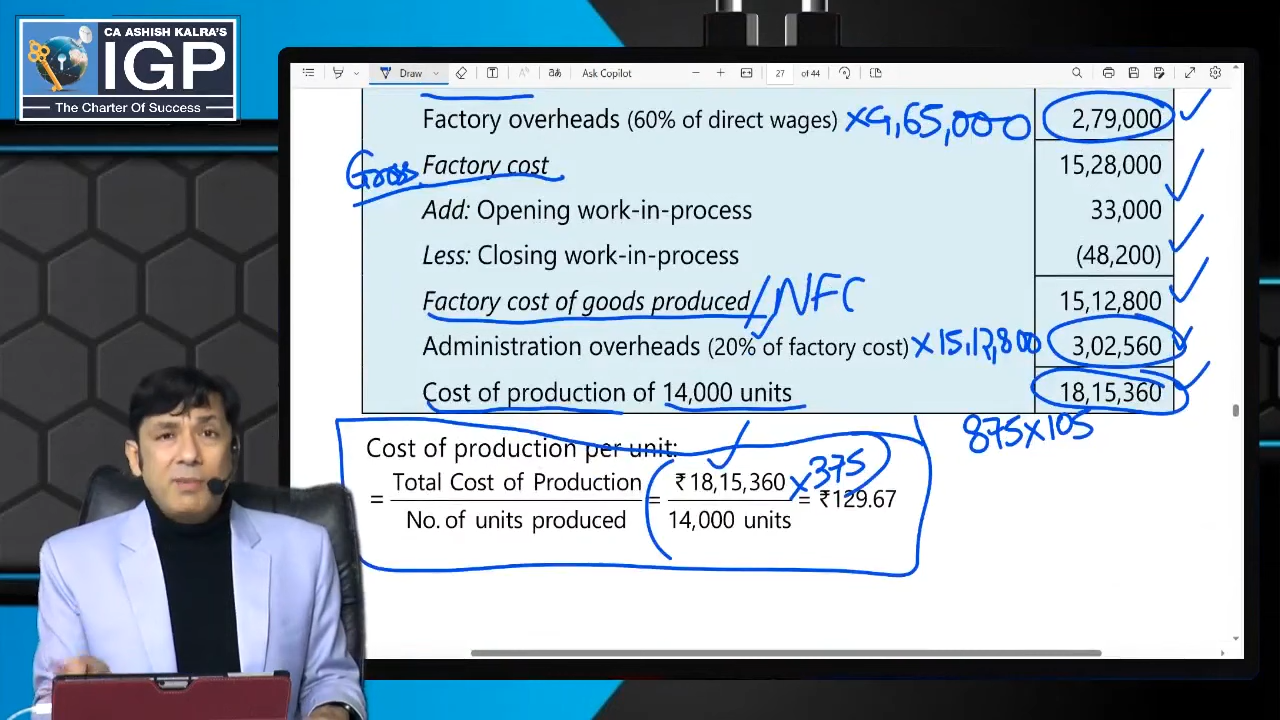 CA ASHISH KALRA'S
IGP
The Charter Of Success
Draw
Ask Copilot
27 of 44
Factory overheads (60% of direct wages) ×4,65,000 2,79,000
Gross Factory cost 15,28,000
Add: Opening work-in-process 33,000
Less: Closing work-in-process (48,200)
Factory cost of goods produced / NFC 15,12,800
Administration overheads (20% of factory cost) ×15,12,800 3,02,560
Cost of production of 14,000 units 18,15,360
875×105
Cost of production per unit:
= Total Cost of Production / No. of units produced = ₹18,15,360 / 14,000 units ×375 = ₹129.67